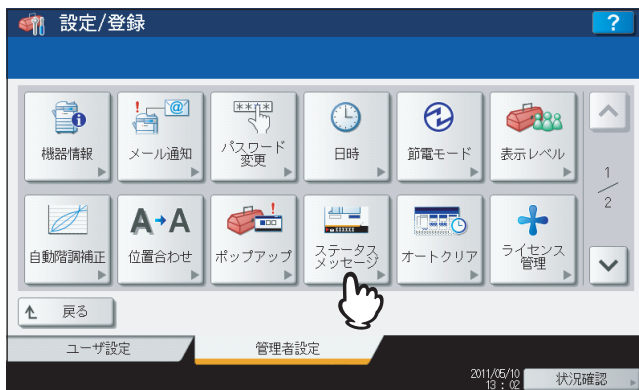 設定/登録
?
機器情報
メール通知
パスワード
変更
日時
節電モード
表示レベル
1
2
自動階調補正
A→A
位置合わせ
ポップアップ
ステータス
メッセージ
オートクリア
ライセンス
管理
戻る
ユーザ設定
管理者設定
2011/05/10
13 : 02
状況確認